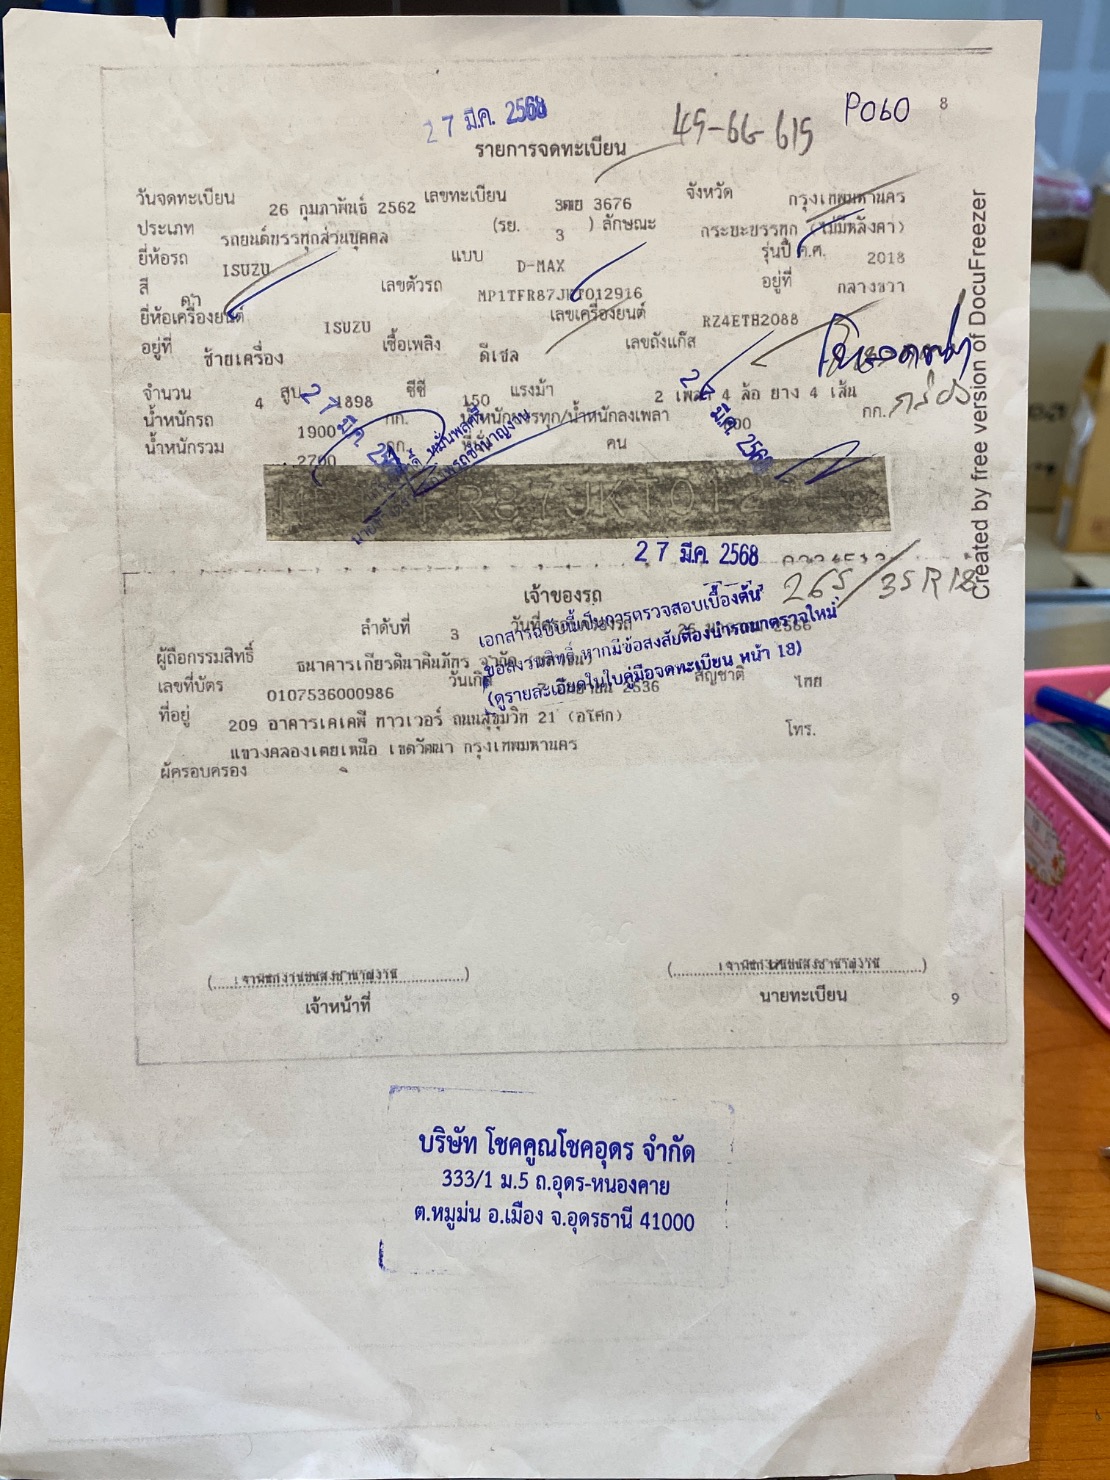 P060
8
27 มี.ค. 2568
45-66-615
รายการจดทะเบียน
วันจดทะเบียน 26 กุมภาพันธ์ 2562 เลขทะเบียน 3ฒย 3676 จังหวัด กรุงเทพมหานคร
ประเภท รถยนต์บรรทุกส่วนบุคคล (รย. 3 ) ลักษณะ กระบะบรรทุก (ไม่มีหลังคา)
ยี่ห้อรถ ISUZU แบบ D-MAX รุ่นปี ค.ศ. 2018
สี ดำ เลขตัวรถ MP1TFR87JKT012916 อยู่ที่ กลางขวา
ยี่ห้อเครื่องยนต์ ISUZU เลขเครื่องยนต์ RZ4ETH2088
อยู่ที่ ซ้ายเครื่อง เชื้อเพลิง ดีเซล เลขถังแก๊ส
จำนวน 4 สูบ 1898 ซีซี 150 แรงม้า 2 เพลา 4 ล้อ ยาง 4 เส้น
น้ำหนักรถ 1900 กก. น้ำหนักบรรทุก/น้ำหนักลงเพลา กก.
น้ำหนักรวม 2700 กก. ที่นั่ง คน
27 มี.ค. 2568
27 มี.ค. 2568
27 มี.ค. 2568
265/35R18
เจ้าของรถ
ลำดับที่ 3 วันที่ครอบครองรถ
เอกสารฉบับนี้เป็นการตรวจสอบเบื้องต้น
ขอสงวนสิทธิ์ หากมีข้อสงสัยต้องนำรถมาตรวจใหม่
(ดูรายละเอียดในใบคู่มือจดทะเบียน หน้า 18)
ผู้ถือกรรมสิทธิ์ ธนาคารเกียรตินาคินภัทร จำกัด (มหาชน)
เลขที่บัตร 0107536000986 วันเกิด 2536 สัญชาติ ไทย
ที่อยู่ 209 อาคารเคเคพี ทาวเวอร์ ถนนสุขุมวิท 21 (อโศก) โทร.
แขวงคลองเตยเหนือ เขตวัฒนา กรุงเทพมหานคร
ผู้ครอบครอง
เจ้าหน้าที่
นายทะเบียน
9
Created by free version of DocuFreezer
บริษัท โชคคูณโชคอุดร จำกัด
333/1 ม.5 ถ.อุดร-หนองคาย
ต.หมูม่น อ.เมือง จ.อุดรธานี 41000